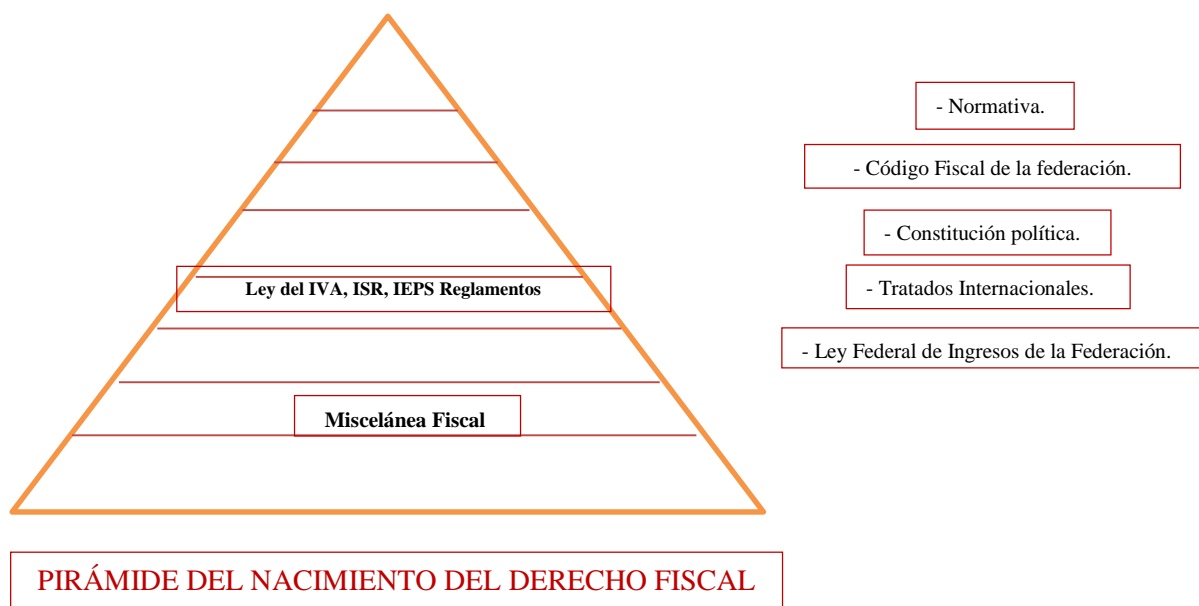 - Normativa.
- Código Fiscal de la federación.
- Constitución política.
- Tratados Internacionales.
Ley del IVA, ISR, IEPS Reglamentos
- Ley Federal de Ingresos de la Federación.
Miscelánea Fiscal
PIRÁMIDE DEL NACIMIENTO DEL DERECHO FISCAL